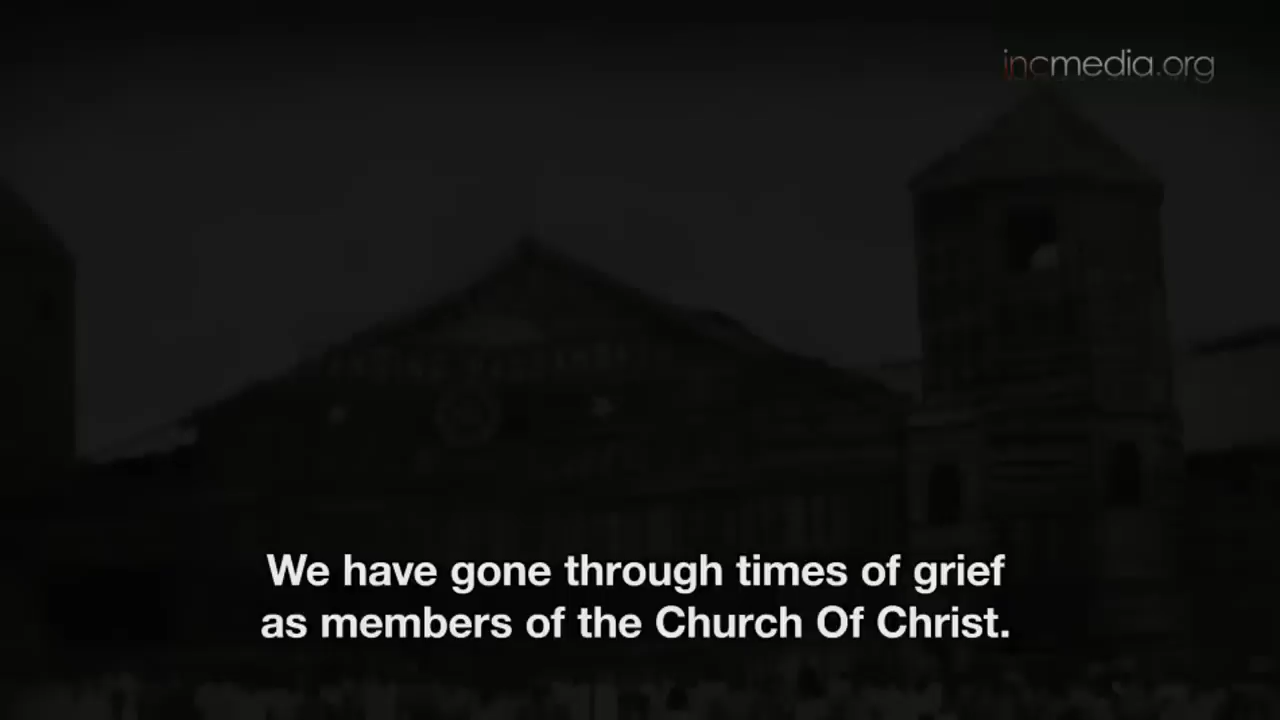 incmedia.org
We have gone through times of grief
as members of the Church Of Christ.